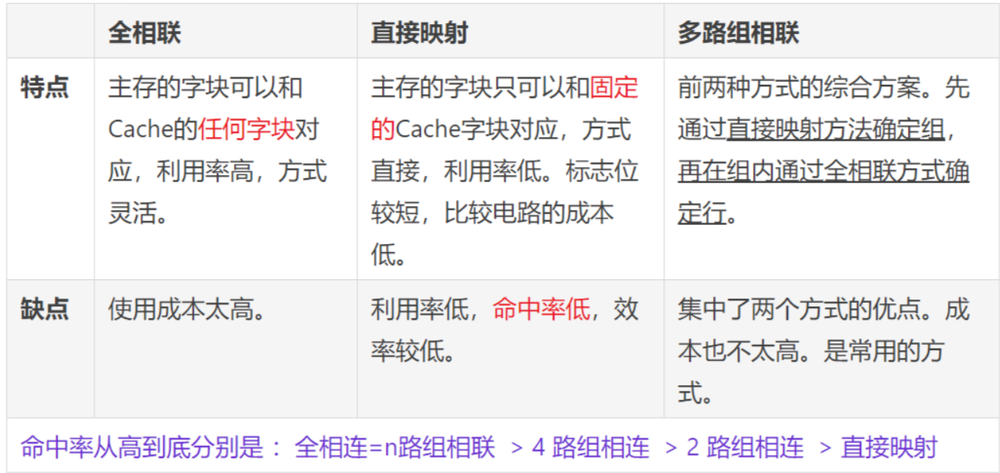 全相联 直接映射 多路组相联
特点
主存的字块可以和
Cache的任何字块对
应，利用率高，方式
灵活。
主存的字块只可以和固定
的Cache字块对应，方式
直接，利用率低。标志位
较短，比较电路的成本
低。
前两种方式的综合方案。先
通过直接映射方法确定组，
再在组内通过全相联方式确
定行。
缺点
使用成本太高。
利用率低，命中率低，效
率较低。
集中了两个方式的优点。成
本也不太高。是常用的方
式。
命中率从高到底分别是 ： 全相连=n路组相联 > 4 路组相连 > 2 路组相连 > 直接映射